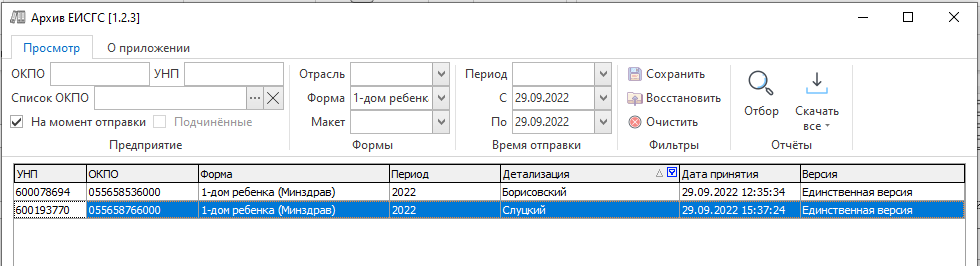 Архив ЕИСГС [1.2.3]
Просмотр О приложении
ОКПО УНП Отрасль Период Сохранить
Список ОКПО ... Форма 1-дом ребенк С 29.09.2022 Восстановить Отбор Скачать все
На момент отправки Подчинённые Макет По 29.09.2022 Очистить
Предприятие Формы Время отправки Фильтры Отчёты
УНП ОКПО Форма Период Детализация Дата принятия Версия
600078694 055658536000 1-дом ребенка (Минздрав) 2022 Борисовский 29.09.2022 12:35:34 Единственная версия
600193770 055658766000 1-дом ребенка (Минздрав) 2022 Слуцкий 29.09.2022 15:37:24 Единственная версия